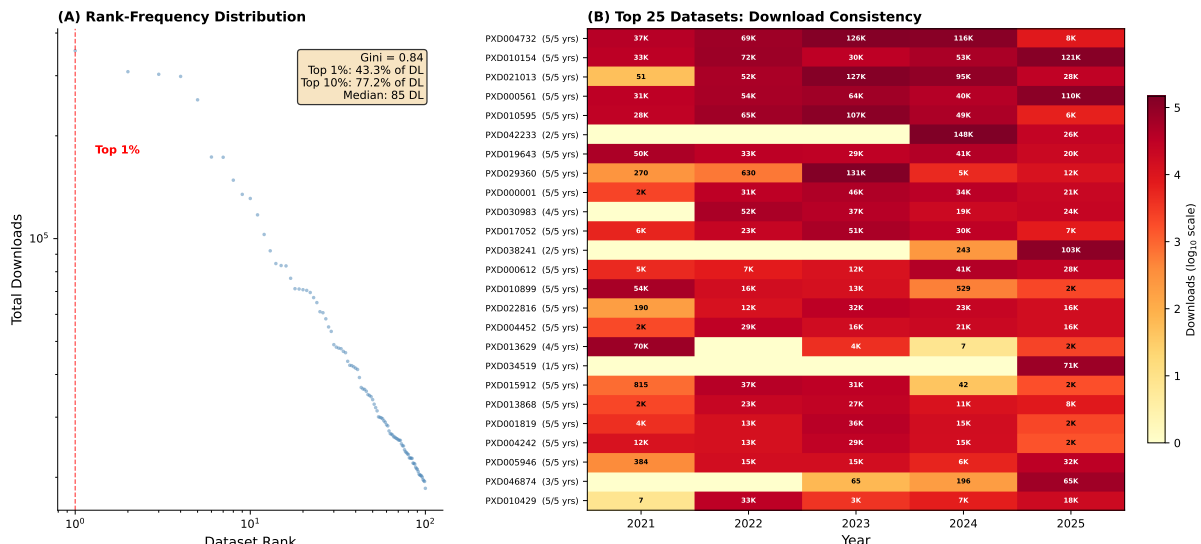 (A) Rank-Frequency Distribution
Gini = 0.84
Top 1%: 43.3% of DL
Top 10%: 77.2% of DL
Median: 85 DL
Top 1%
10⁵
Total Downloads
10⁰ 10¹ 10²
Dataset Rank
(B) Top 25 Datasets: Download Consistency
PXD004732 (5/5 yrs) 37K 69K 126K 116K 8K
PXD010154 (5/5 yrs) 33K 72K 30K 53K 121K
PXD021013 (5/5 yrs) 51 52K 127K 95K 28K
PXD000561 (5/5 yrs) 31K 54K 64K 40K 110K
PXD010595 (5/5 yrs) 28K 65K 107K 49K 6K
PXD042233 (2/5 yrs) 148K 26K
PXD019643 (5/5 yrs) 50K 33K 29K 41K 20K
PXD029360 (5/5 yrs) 270 630 131K 5K 12K
PXD000001 (5/5 yrs) 2K 31K 46K 34K 21K
PXD030983 (4/5 yrs) 52K 37K 19K 24K
PXD017052 (5/5 yrs) 6K 23K 51K 30K 7K
PXD038241 (2/5 yrs) 243 103K
PXD000612 (5/5 yrs) 5K 7K 12K 41K 28K
PXD010899 (5/5 yrs) 54K 16K 13K 529 2K
PXD022816 (5/5 yrs) 190 12K 32K 23K 16K
PXD004452 (5/5 yrs) 2K 29K 16K 21K 16K
PXD013629 (4/5 yrs) 70K 4K 7 2K
PXD034519 (1/5 yrs) 71K
PXD015912 (5/5 yrs) 815 37K 31K 42 2K
PXD013868 (5/5 yrs) 2K 23K 27K 11K 8K
PXD001819 (5/5 yrs) 4K 13K 36K 15K 2K
PXD004242 (5/5 yrs) 12K 13K 29K 15K 2K
PXD005946 (5/5 yrs) 384 15K 15K 6K 32K
PXD046874 (3/5 yrs) 65 196 65K
PXD010429 (5/5 yrs) 7 33K 3K 7K 18K
2021 2022 2023 2024 2025
Year
5
4
3
2
1
0
Downloads (log₁₀ scale)